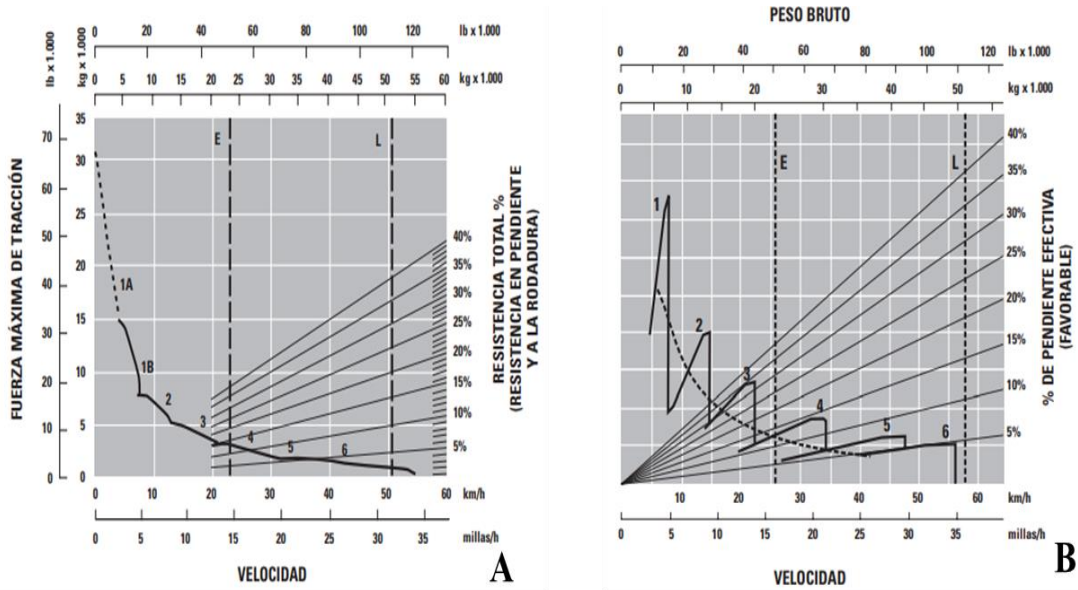 0 20 40 60 80 100 120 lb x 1.000
0 5 10 15 20 25 30 35 40 45 50 55 60 kg x 1.000
lb x 1.000
kg x 1.000
FUERZA MÁXIMA DE TRACCIÓN
70
60
50
40
30
20
10
0
35
30
25
20
15
10
5
0
E
L
1A
1B
2
3
4
5
6
40%
35%
30%
25%
20%
15%
10%
5%
RESISTENCIA TOTAL %
(RESISTENCIA EN PENDIENTE
Y A LA RODADURA)
0 10 20 30 40 50 60 km/h
0 5 10 15 20 25 30 35 millas/h
VELOCIDAD
A
PESO BRUTO
0 20 40 60 80 100 120 lb x 1.000
0 10 20 30 40 50 kg x 1.000
E
L
1
2
3
4
5
6
40%
35%
30%
25%
20%
15%
10%
5%
% DE PENDIENTE EFECTIVA
(FAVORABLE)
10 20 30 40 50 60 km/h
0 5 10 15 20 25 30 35 millas/h
VELOCIDAD
B